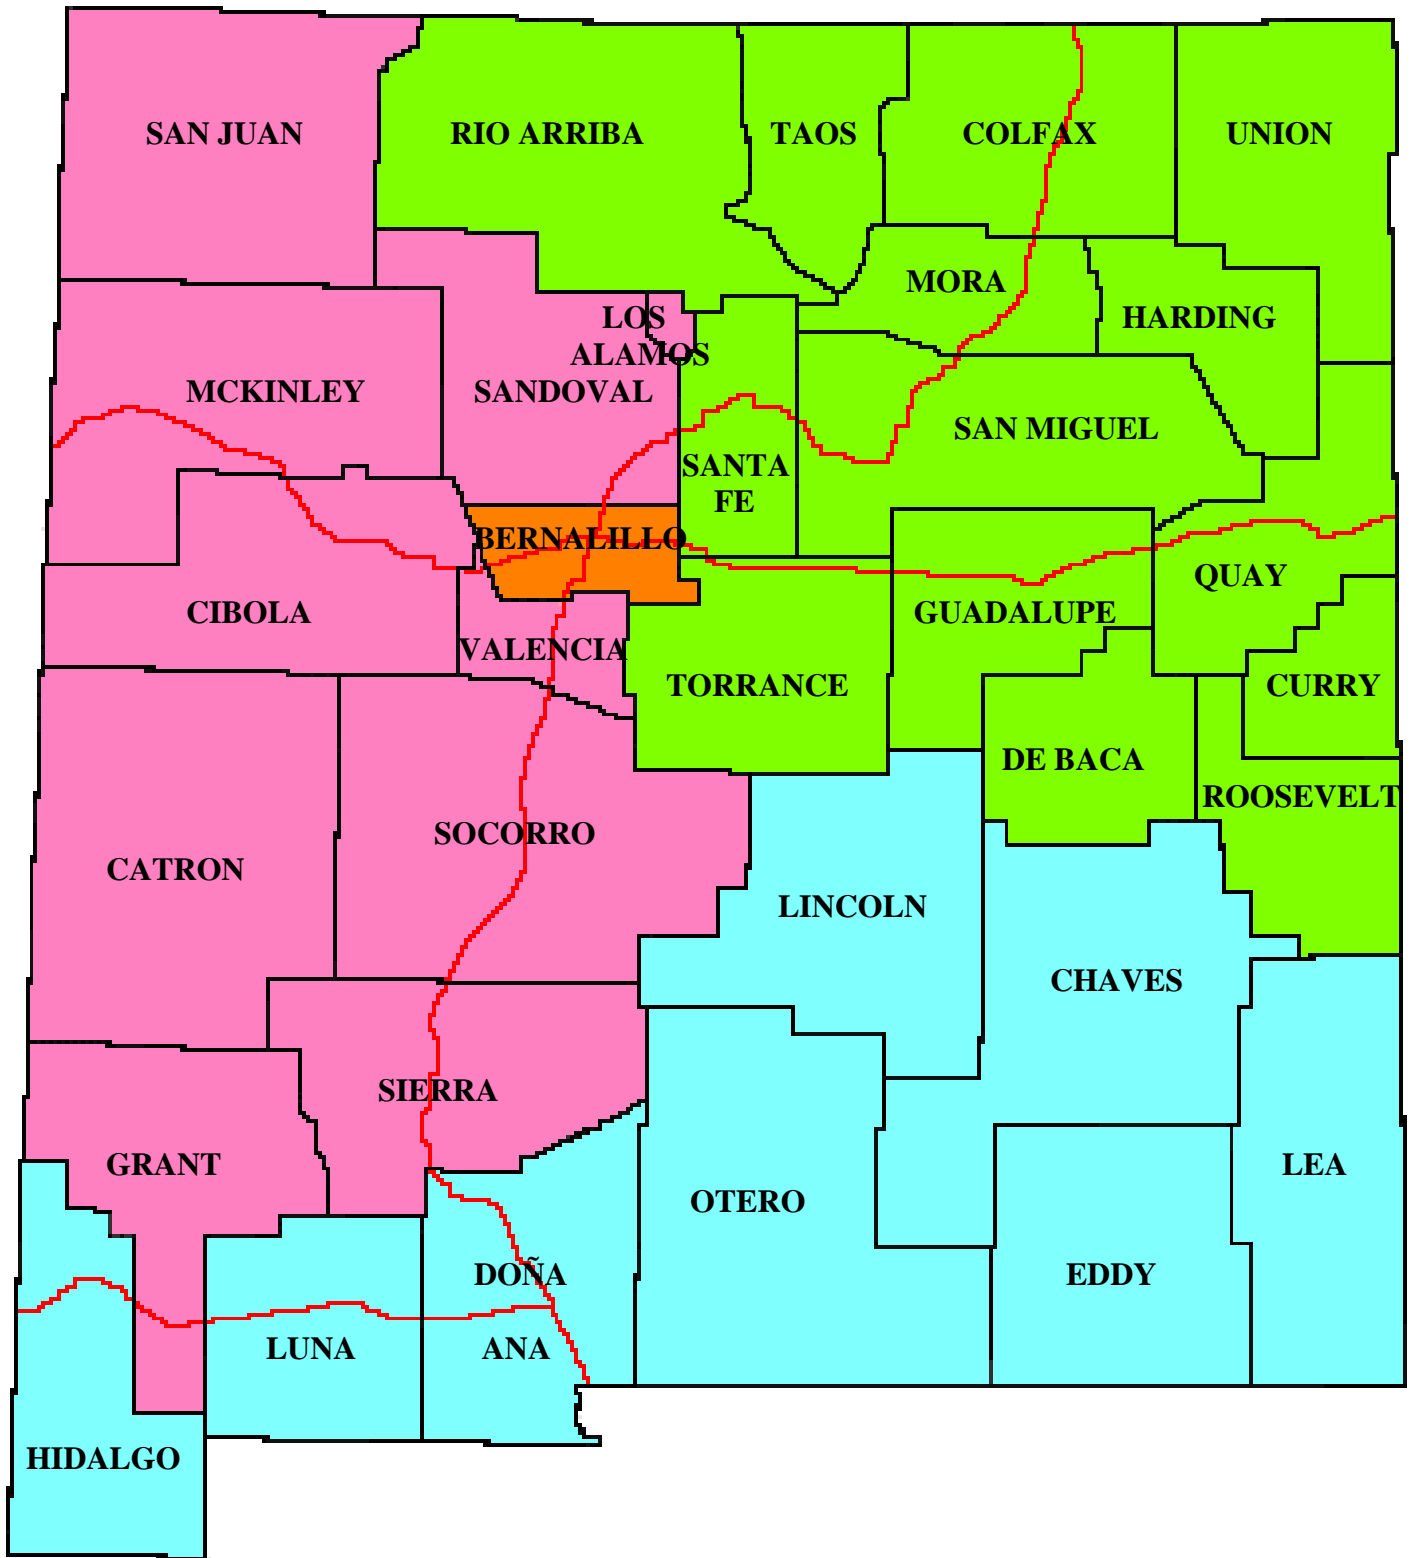 SAN JUAN
RIO ARRIBA
TAOS
COLFAX
UNION
MORA
LOS
ALAMOS
HARDING
MCKINLEY
SANDOVAL
SAN MIGUEL
SANTA
FE
BERNALILLO
QUAY
CIBOLA
GUADALUPE
VALENCIA
TORRANCE
CURRY
DE BACA
ROOSEVELT
SOCORRO
CATRON
LINCOLN
CHAVES
SIERRA
GRANT
LEA
OTERO
DOÑA
ANA
EDDY
LUNA
HIDALGO